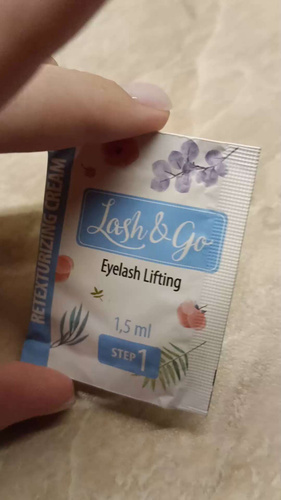 RETEXTURIZING CREAM
Lash & Go
Eyelash Lifting
1,5 ml
STEP 1